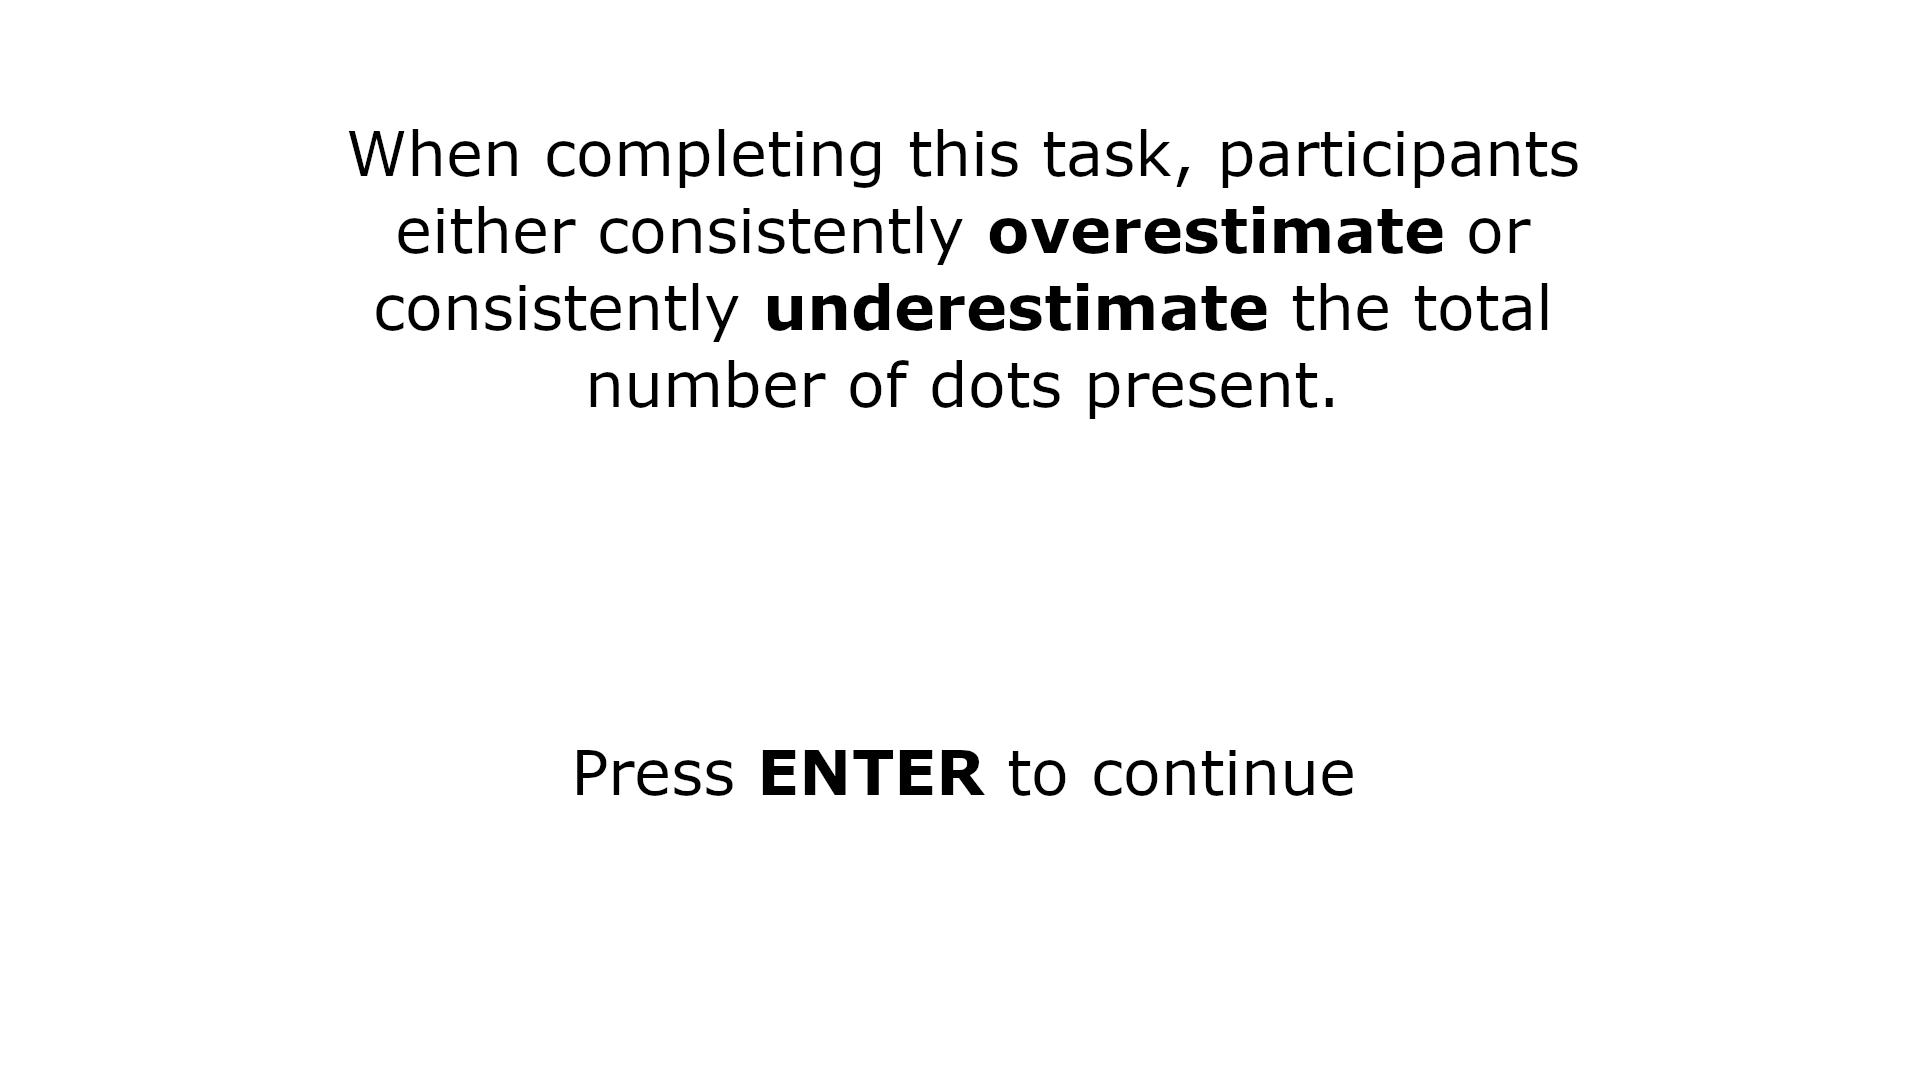 When completing this task, participants
either consistently overestimate or
consistently underestimate the total
number of dots present.
Press ENTER to continue